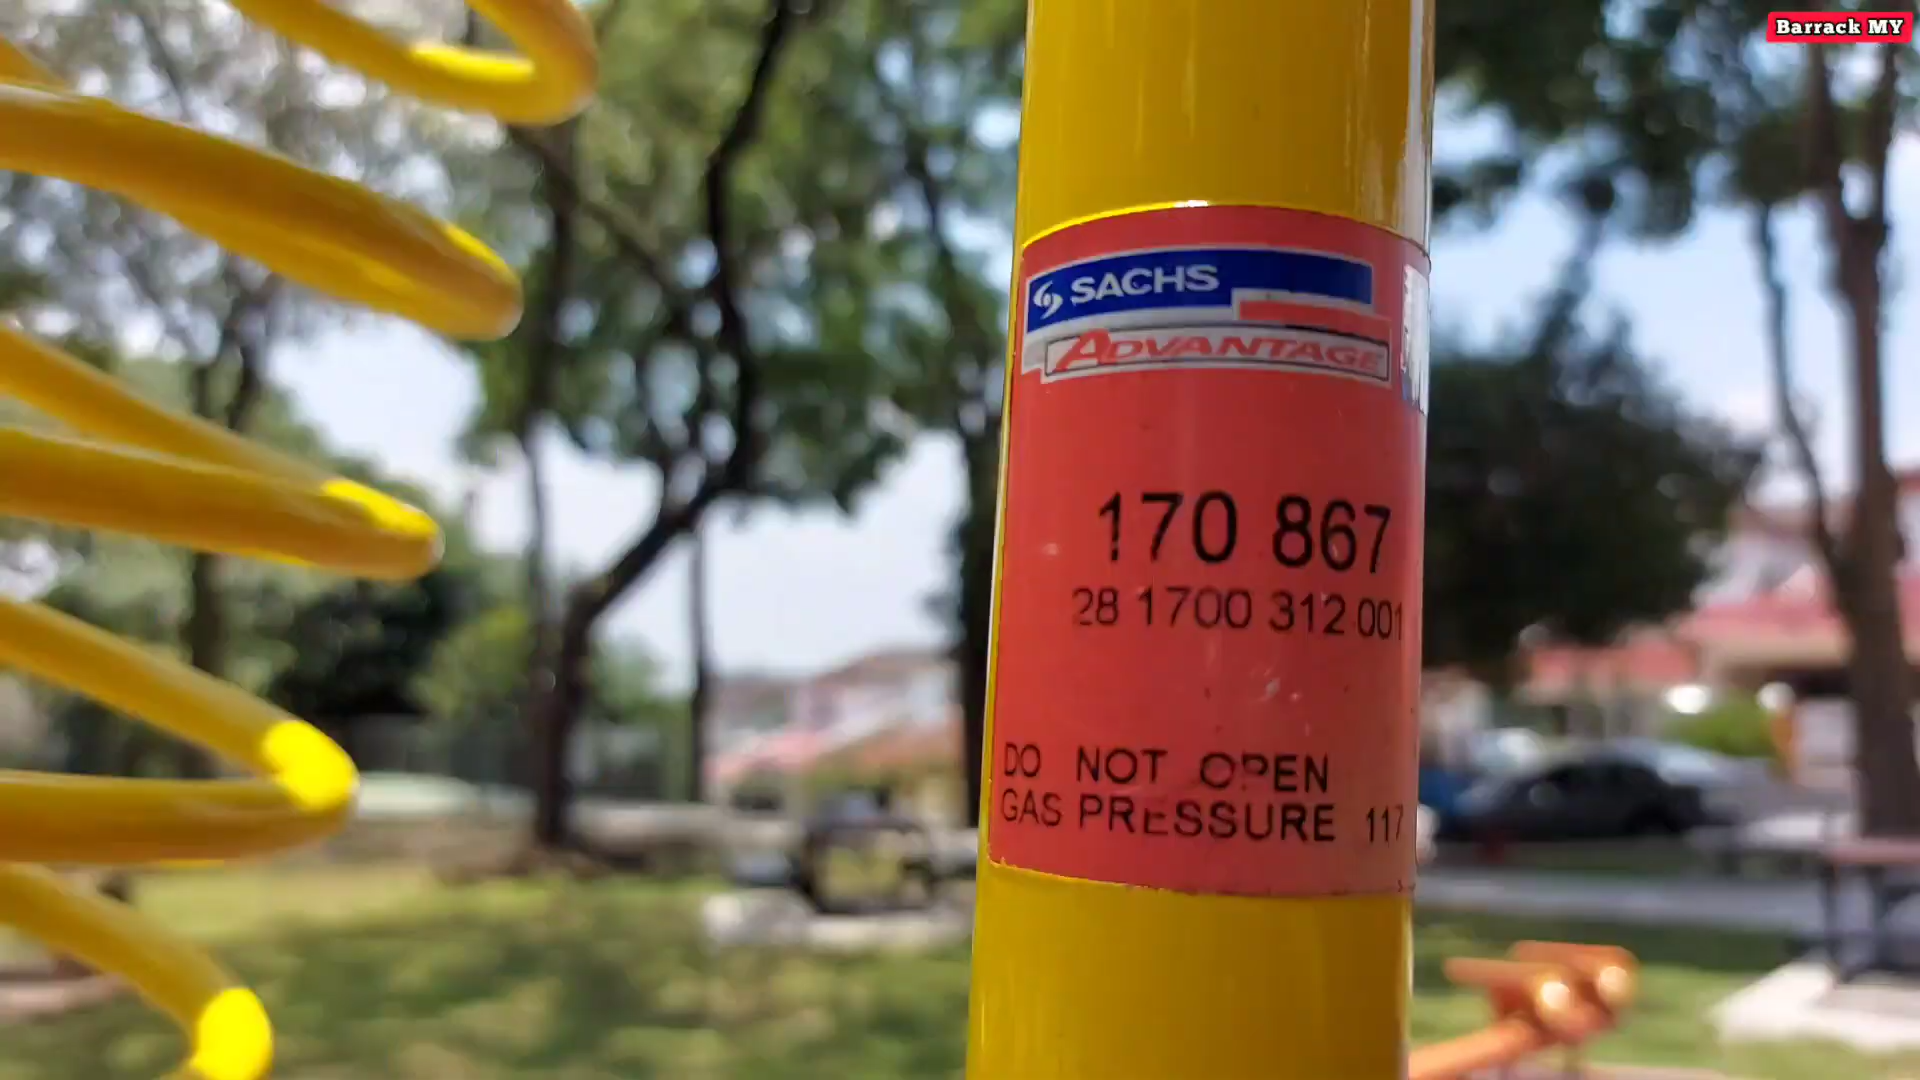 Barrack MY
SACHS
ADVANTAGE
170 867
28 1700 312 001
DO NOT OPEN
GAS PRESSURE 117